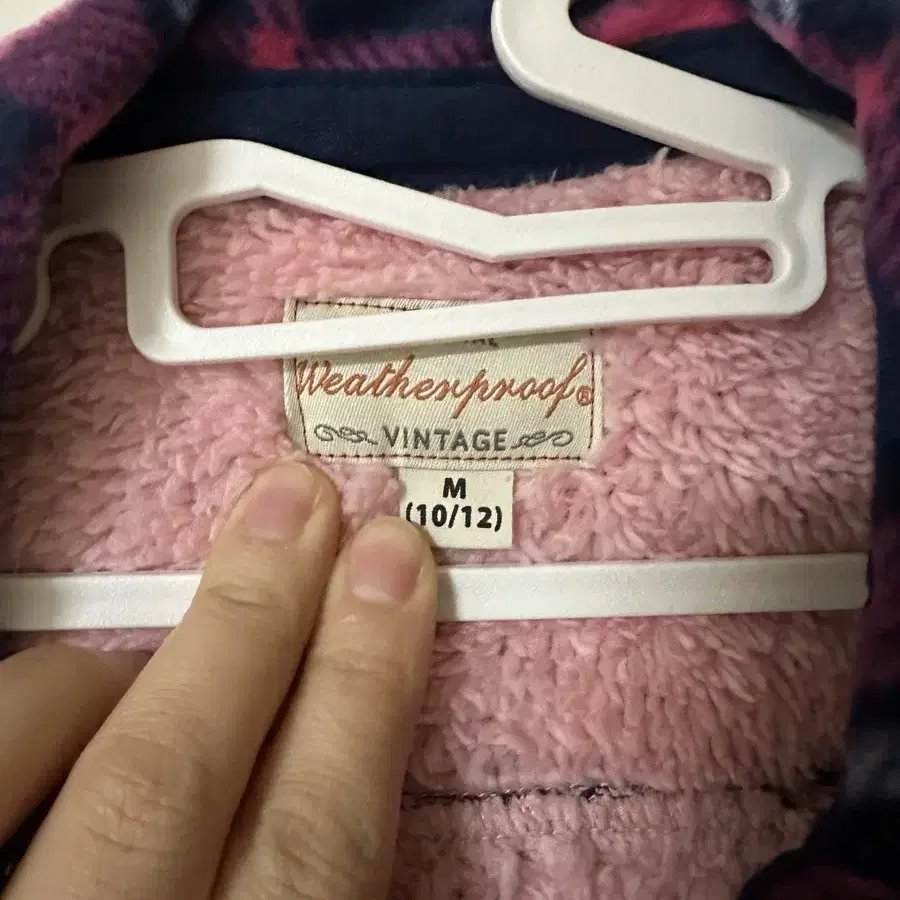 Weatherproof®
VINTAGE
M
(10/12)